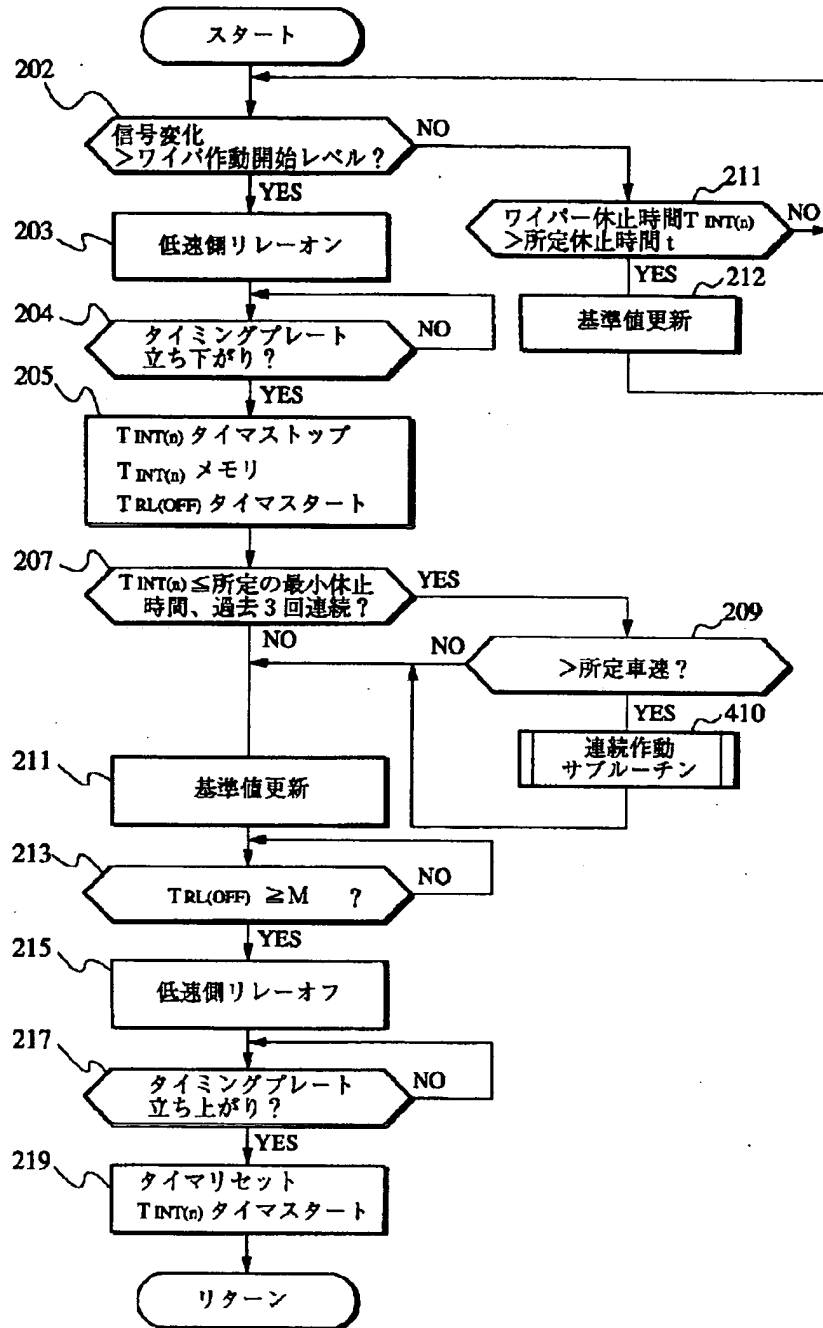 スタート
202
信号変化
>ワイパ作動開始レベル?
NO
YES
211
ワイパー休止時間T INT(n)
>所定休止時間 t
NO
YES
203
低速側リレーオン
212
基準値更新
204
タイミングプレート
立ち下がり?
NO
YES
205
T INT(n) タイマストップ
T INT(n) メモリ
T RL(OFF) タイマスタート
207
T INT(n) ≦所定の最小休止
時間、過去3回連続?
YES
NO
209
>所定車速?
NO
YES
410
連続作動
サブルーチン
211
基準値更新
213
T RL(OFF) ≧M ?
NO
YES
215
低速側リレーオフ
217
タイミングプレート
立ち上がり?
NO
YES
219
タイマリセット
T INT(n) タイマスタート
リターン